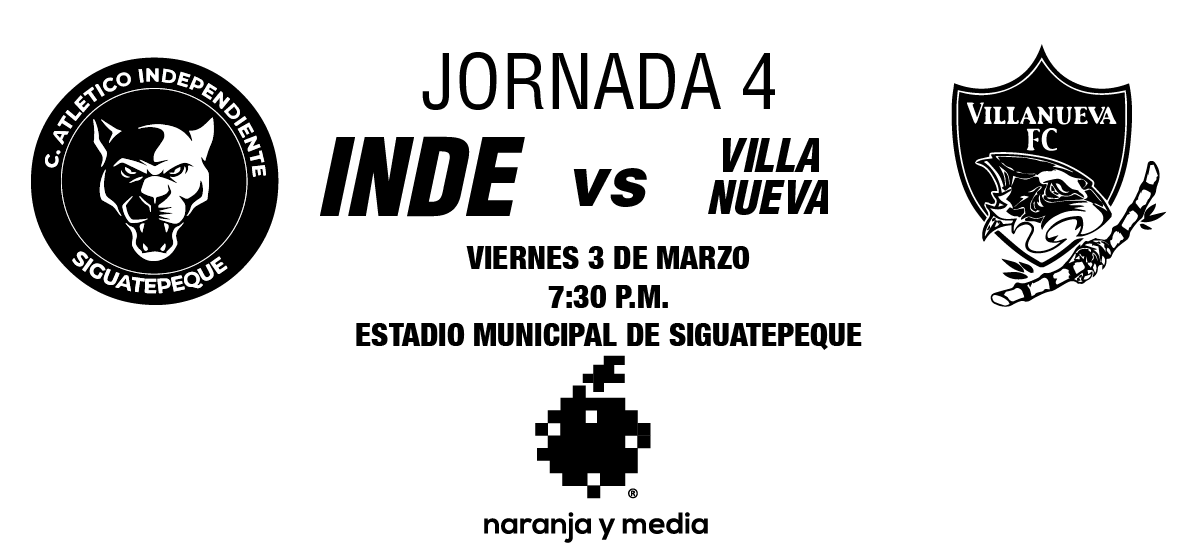 C. ATLETICO INDEPENDIENTE
SIGUATEPEQUE
JORNADA 4
INDE vs VILLA NUEVA
VIERNES 3 DE MARZO
7:30 P.M.
ESTADIO MUNICIPAL DE SIGUATEPEQUE
VILLANUEVA
FC
®
naranja y media